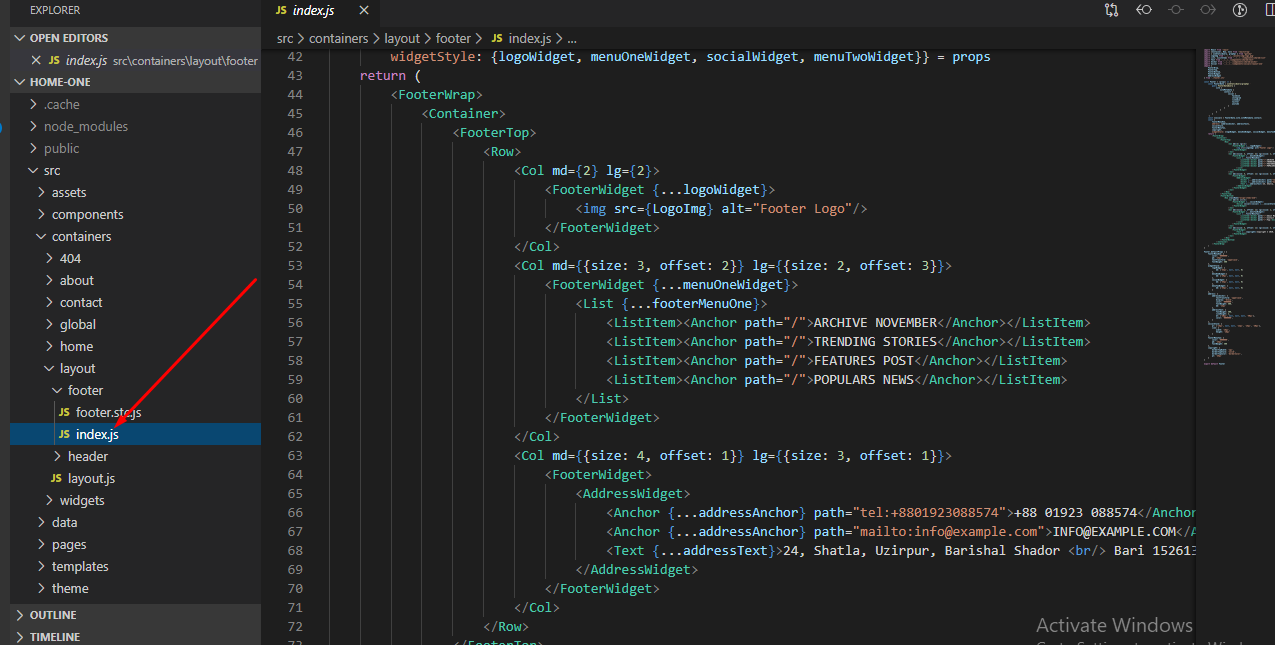 EXPLORER
OPEN EDITORS
JS index.js src\containers\layout\footer
HOME-ONE
.cache
node_modules
public
src
assets
components
containers
404
about
contact
global
home
layout
footer
JS footer.stc.js
JS index.js
header
JS layout.js
widgets
data
pages
templates
theme
OUTLINE
TIMELINE
JS index.js
src > containers > layout > footer > JS index.js > ...
42 widgetStyle: {logoWidget, menuOneWidget, socialWidget, menuTwoWidget}} = props
43 return (
44 <FooterWrap>
45 <Container>
46 <FooterTop>
47 <Row>
48 <Col md={2} lg={2}>
49 <FooterWidget {...logoWidget}>
50 <img src={LogoImg} alt="Footer Logo"/>
51 </FooterWidget>
52 </Col>
53 <Col md={{size: 3, offset: 2}} lg={{size: 2, offset: 3}}>
54 <FooterWidget {...menuOneWidget}>
55 <List {...footerMenuOne}>
56 <ListItem><Anchor path="/">ARCHIVE NOVEMBER</Anchor></ListItem>
57 <ListItem><Anchor path="/">TRENDING STORIES</Anchor></ListItem>
58 <ListItem><Anchor path="/">FEATURES POST</Anchor></ListItem>
59 <ListItem><Anchor path="/">POPULARS NEWS</Anchor></ListItem>
60 </List>
61 </FooterWidget>
62 </Col>
63 <Col md={{size: 4, offset: 1}} lg={{size: 3, offset: 1}}>
64 <FooterWidget>
65 <AddressWidget>
66 <Anchor {...addressAnchor} path="tel:+8801923088574">+88 01923 088574</Anchor
67 <Anchor {...addressAnchor} path="mailto:info@example.com">INFO@EXAMPLE.COM</A
68 <Text {...addressText}>24, Shatla, Uzirpur, Barishal Shador <br/> Bari 152613
69 </AddressWidget>
70 </FooterWidget>
71 </Col>
72 </Row>
73 </FooterTop>
Activate Windows